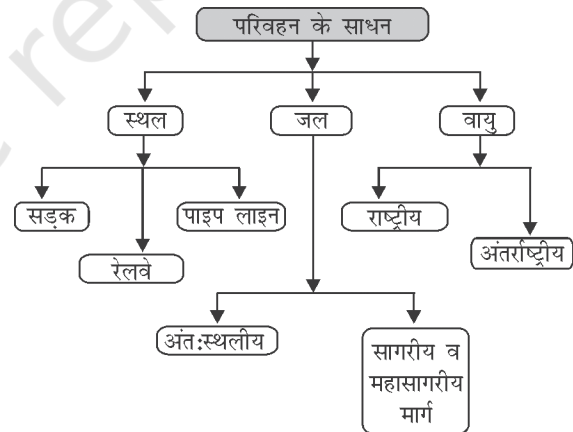 परिवहन के साधन
स्थल
जल
वायु
सड़क
पाइप लाइन
रेलवे
राष्ट्रीय
अंतर्राष्ट्रीय
अंत:स्थलीय
सागरीय व
महासागरीय
मार्ग